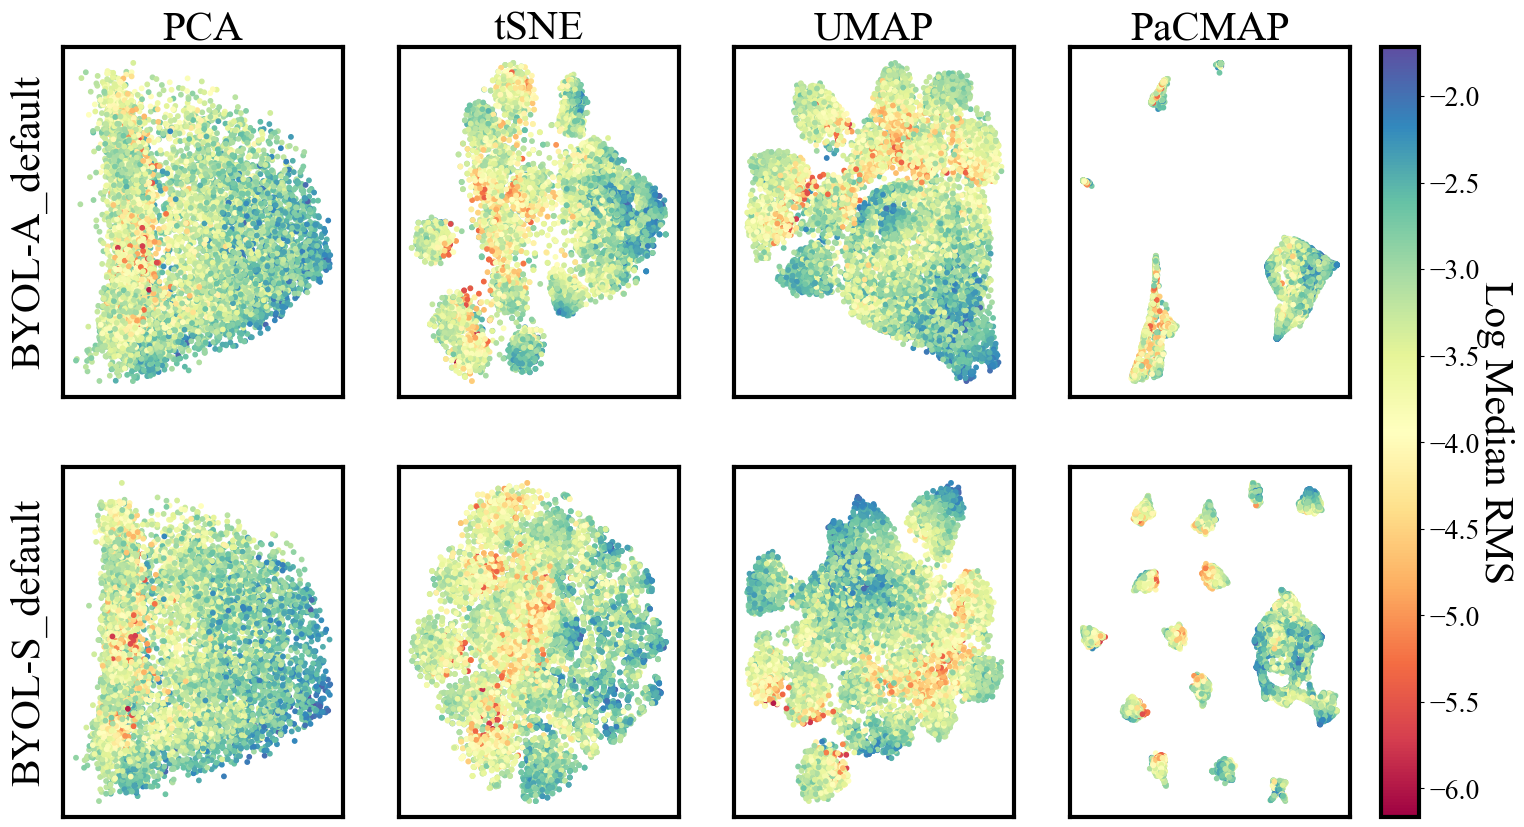 PCA
tSNE
UMAP
PaCMAP
BYOL-A_default
BYOL-S_default
−2.0
−2.5
−3.0
−3.5
−4.0
−4.5
−5.0
−5.5
−6.0
Log Median RMS